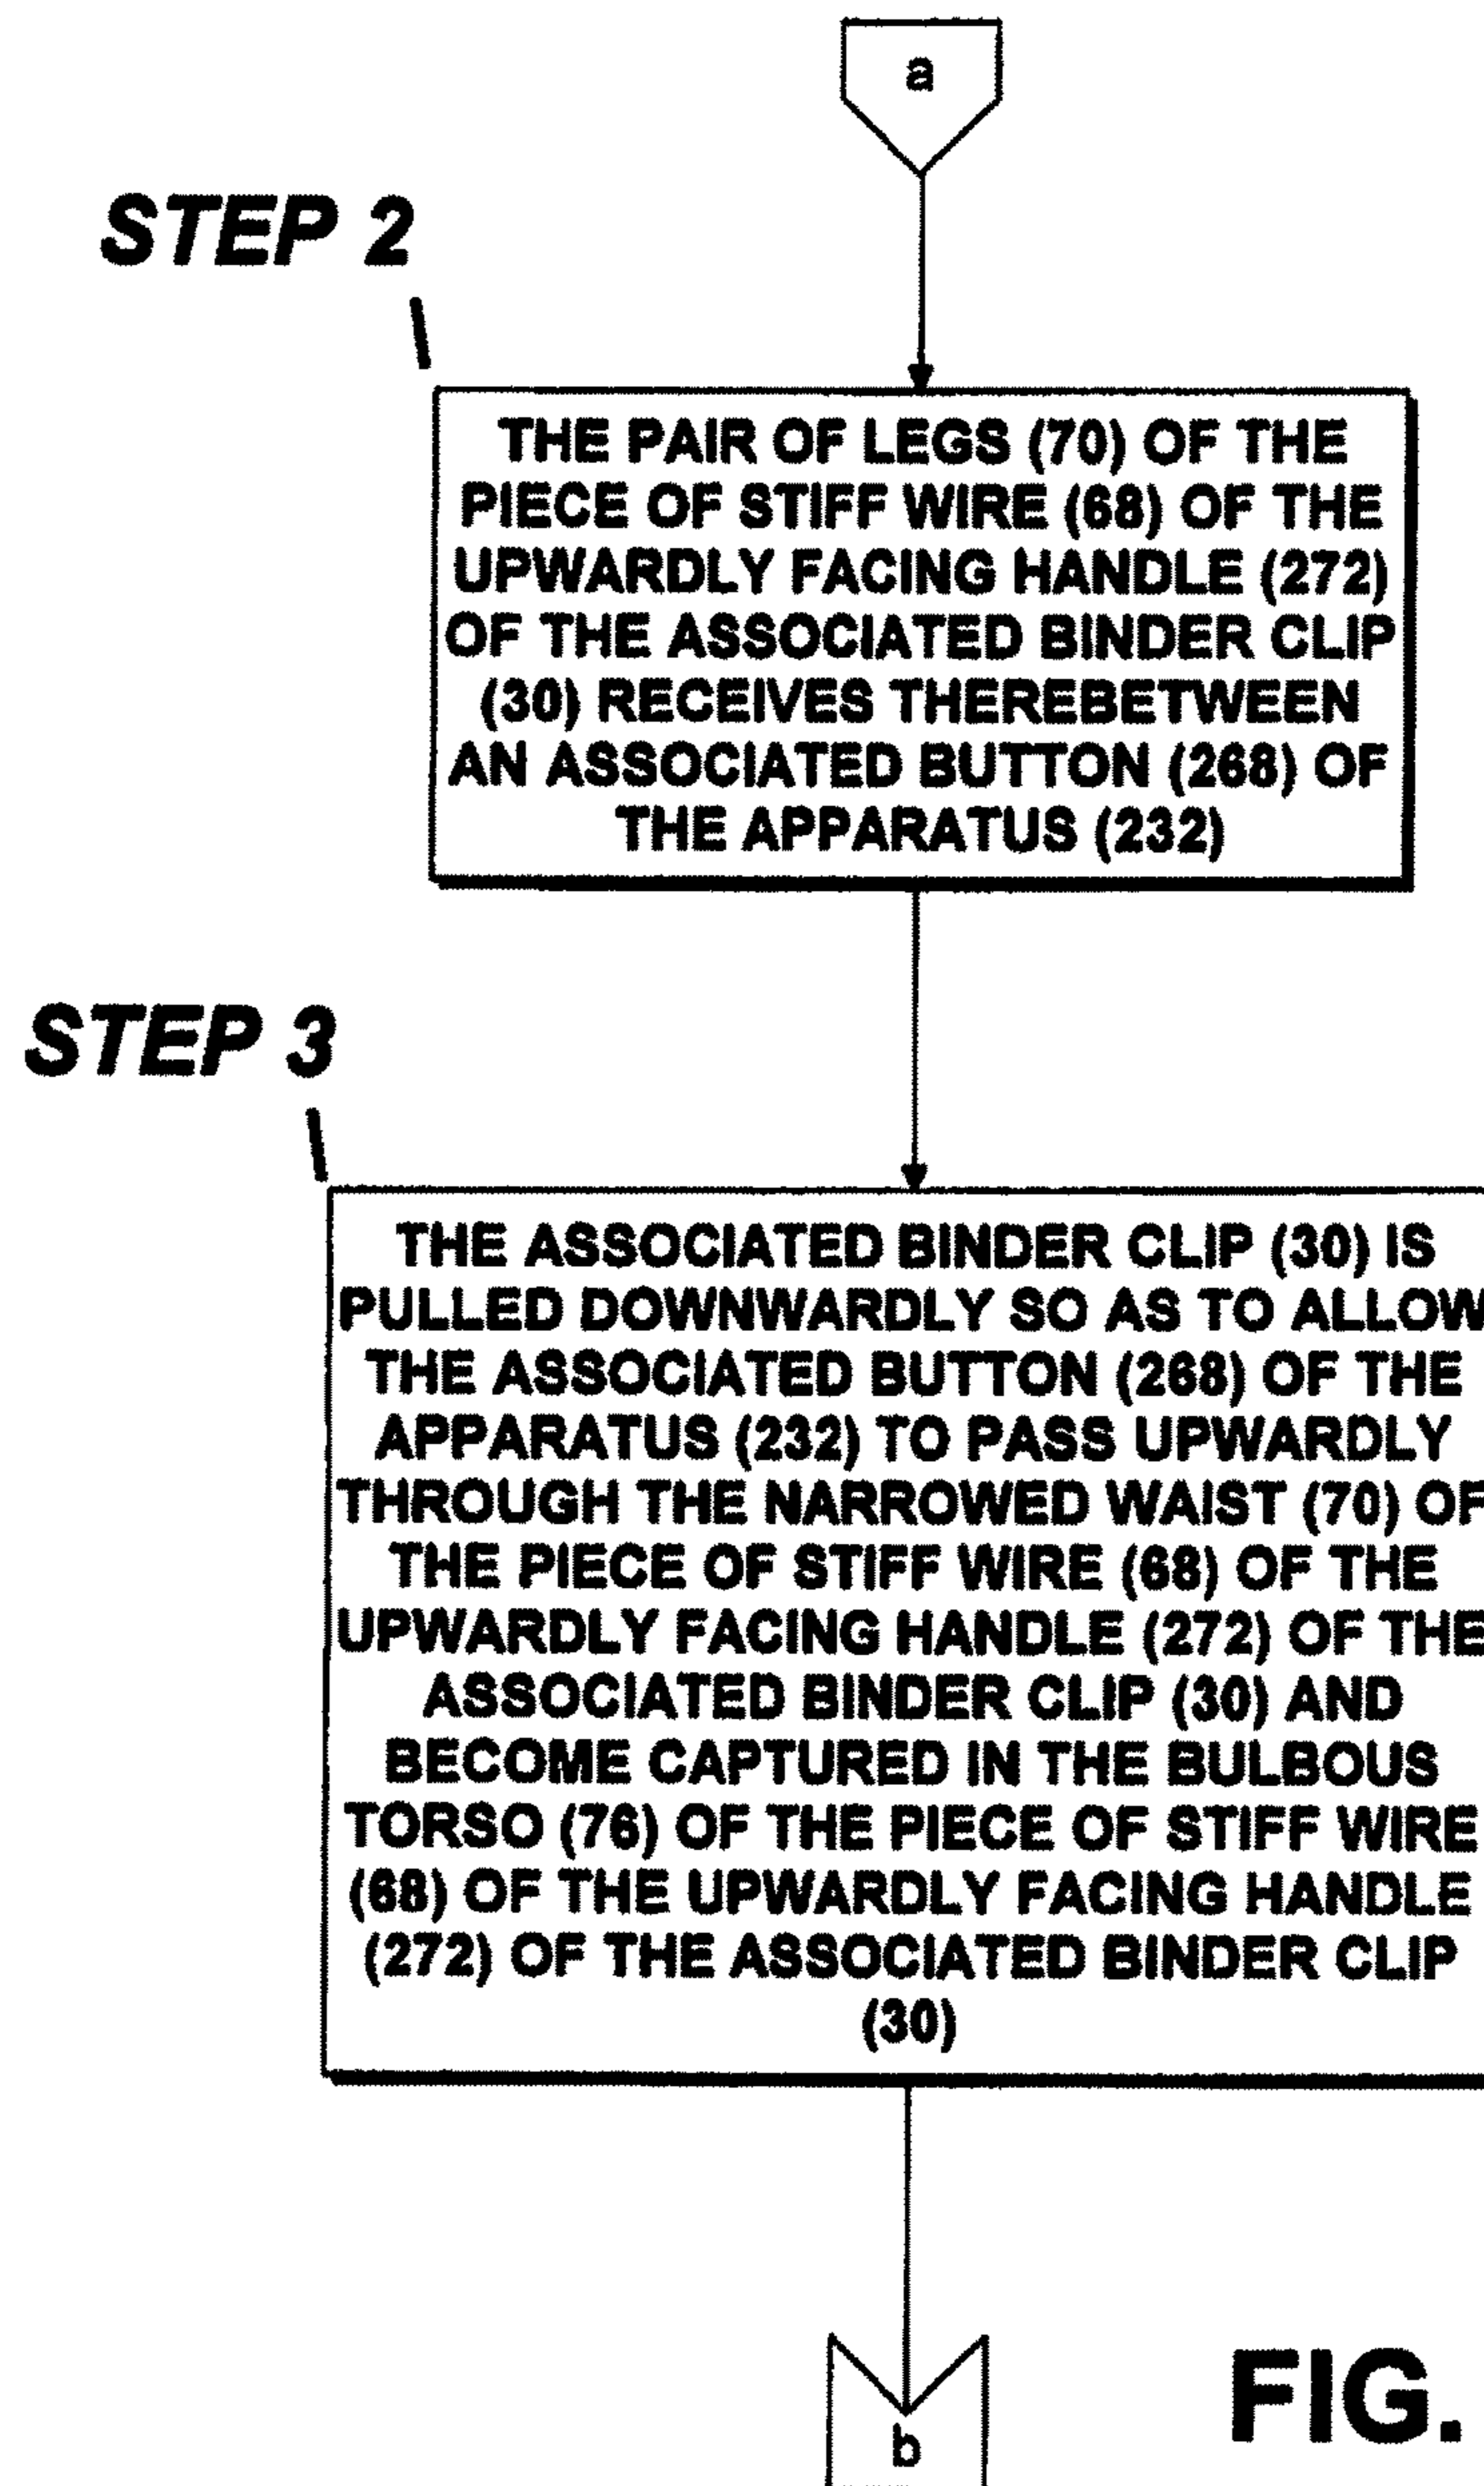 a
STEP 2
THE PAIR OF LEGS (70) OF THE
PIECE OF STIFF WIRE (68) OF THE
UPWARDLY FACING HANDLE (272)
OF THE ASSOCIATED BINDER CLIP
(30) RECEIVES THEREBETWEEN
AN ASSOCIATED BUTTON (268) OF
THE APPARATUS (232)
STEP 3
THE ASSOCIATED BINDER CLIP (30) IS
PULLED DOWNWARDLY SO AS TO ALLOW
THE ASSOCIATED BUTTON (268) OF THE
APPARATUS (232) TO PASS UPWARDLY
THROUGH THE NARROWED WAIST (70) OF
THE PIECE OF STIFF WIRE (68) OF THE
UPWARDLY FACING HANDLE (272) OF THE
ASSOCIATED BINDER CLIP (30) AND
BECOME CAPTURED IN THE BULBOUS
TORSO (76) OF THE PIECE OF STIFF WIRE
(68) OF THE UPWARDLY FACING HANDLE
(272) OF THE ASSOCIATED BINDER CLIP
(30)
b
FIG.